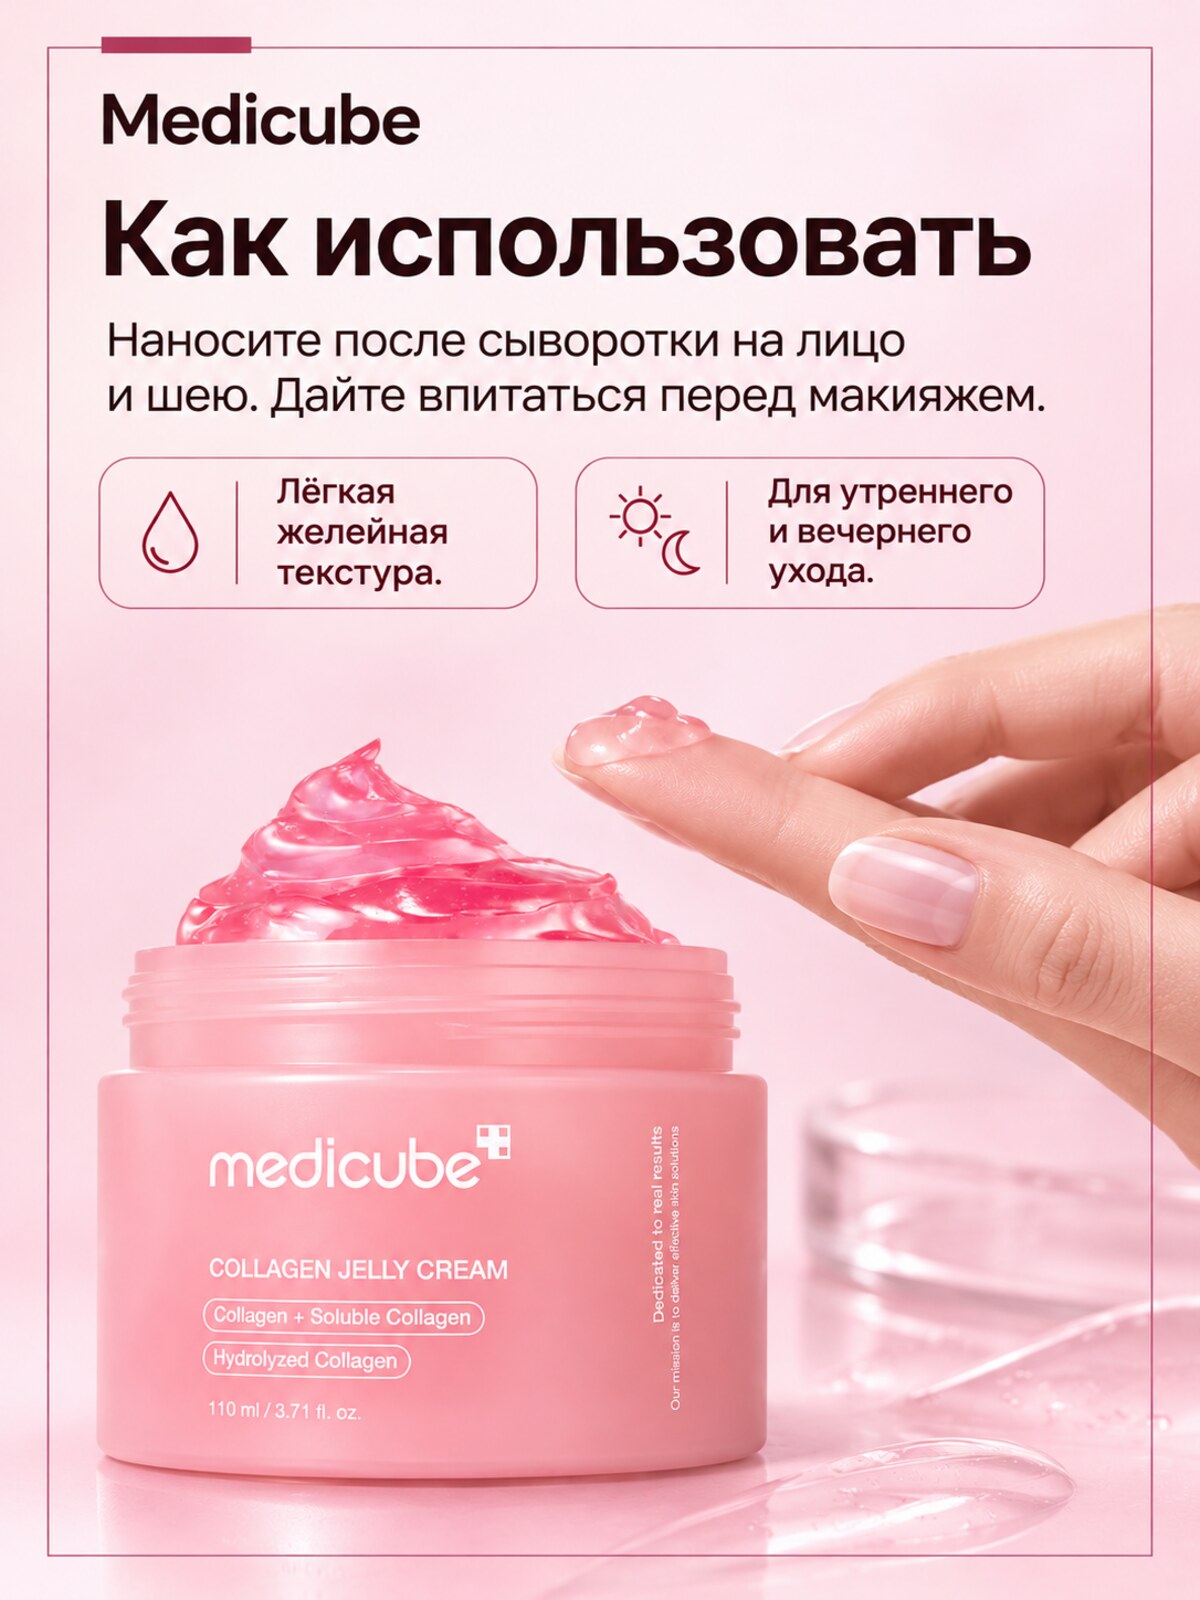 Medicube
Как использовать
Наносите после сыворотки на лицо
и шею. Дайте впитаться перед макияжем.
Лёгкая
желейная
текстура.
Для утреннего
и вечернего
ухода.
medicube
COLLAGEN JELLY CREAM
Collagen + Soluble Collagen
Hydrolyzed Collagen
110 ml / 3.71 fl. oz.
Dedicated to real results
Our mission is to deliver effective skin solutions